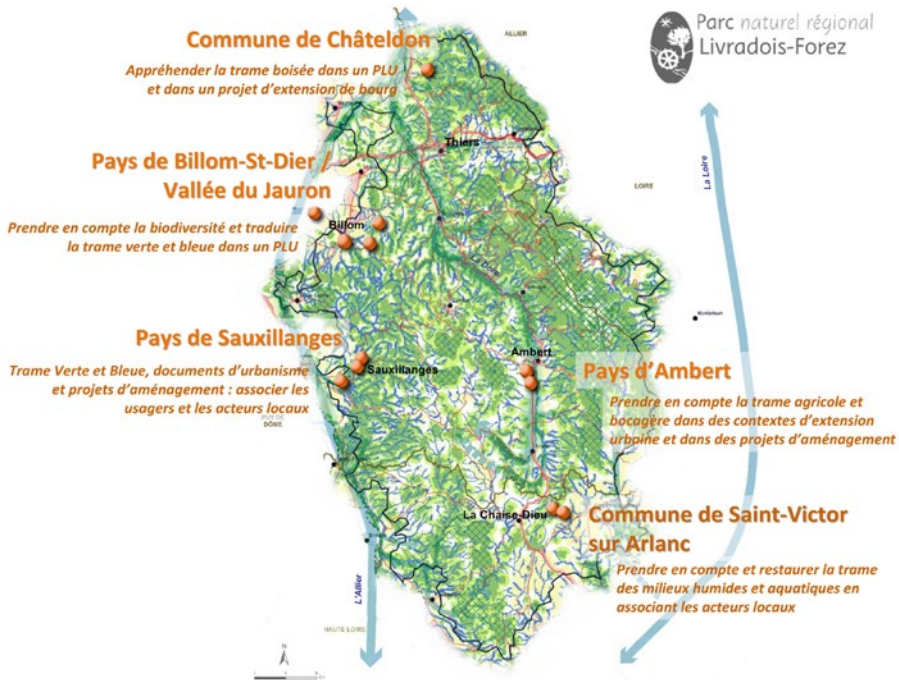 Parc naturel régional
Livradois-Forez
Commune de Châteldon
ALLIER
Appréhender la trame boisée dans un PLU
et dans un projet d'extension de bourg
Thiers
Pays de Billom-St-Dier /
Vallée du Jauron
LOIRE
La Loire
Billom
Prendre en compte la biodiversité et traduire
la trame verte et bleue dans un PLU
La Dore
Montbrison
Pays de Sauxillanges
Ambert
Trame Verte et Bleue, documents d'urbanisme
et projets d'aménagement : associer les
usagers et les acteurs locaux
Sauxillanges
Pays d'Ambert
PUY DE
DÔME
Prendre en compte la trame agricole et
bocagère dans des contextes d'extension
urbaine et dans des projets d'aménagement
La Chaise-Dieu
Commune de Saint-Victor
sur Arlanc
Prendre en compte et restaurer la trame
des milieux humides et aquatiques en
associant les acteurs locaux
L'Allier
HAUTE LOIRE
N